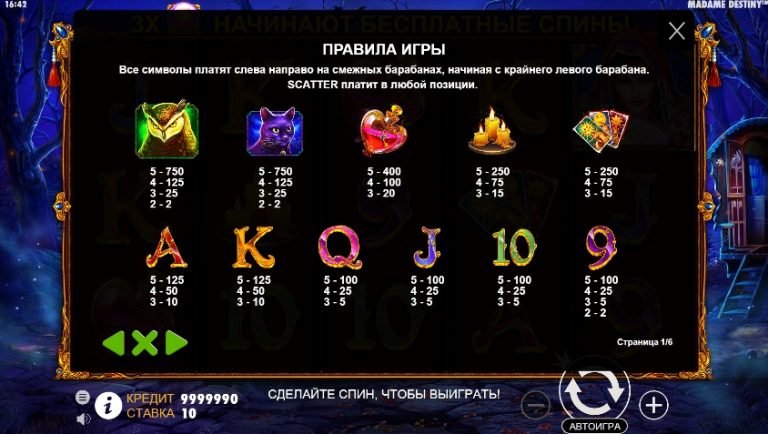 16:42
MADAME DESTINY™
3X НАЧИНАЮТ БЕСПЛАТНЫЕ СПИНЫ
ПРАВИЛА ИГРЫ
Все символы платят слева направо на смежных барабанах, начиная с крайнего левого барабана.
SCATTER платит в любой позиции.
5 - 750 5 - 750 5 - 400 5 - 250 5 - 250
4 - 125 4 - 125 4 - 100 4 - 75 4 - 75
3 - 25 3 - 25 3 - 20 3 - 15 3 - 15
2 - 2 2 - 2
A K Q J 10 9
5 - 125 5 - 125 5 - 100 5 - 100 5 - 100 5 - 100
4 - 50 4 - 50 4 - 25 4 - 25 4 - 25 4 - 25
3 - 10 3 - 10 3 - 5 3 - 5 3 - 5 3 - 5
2 - 2
Страница 1/6
КРЕДИТ 9999990
СТАВКА 10
СДЕЛАЙТЕ СПИН, ЧТОБЫ ВЫИГРАТЬ!
АВТОИГРА